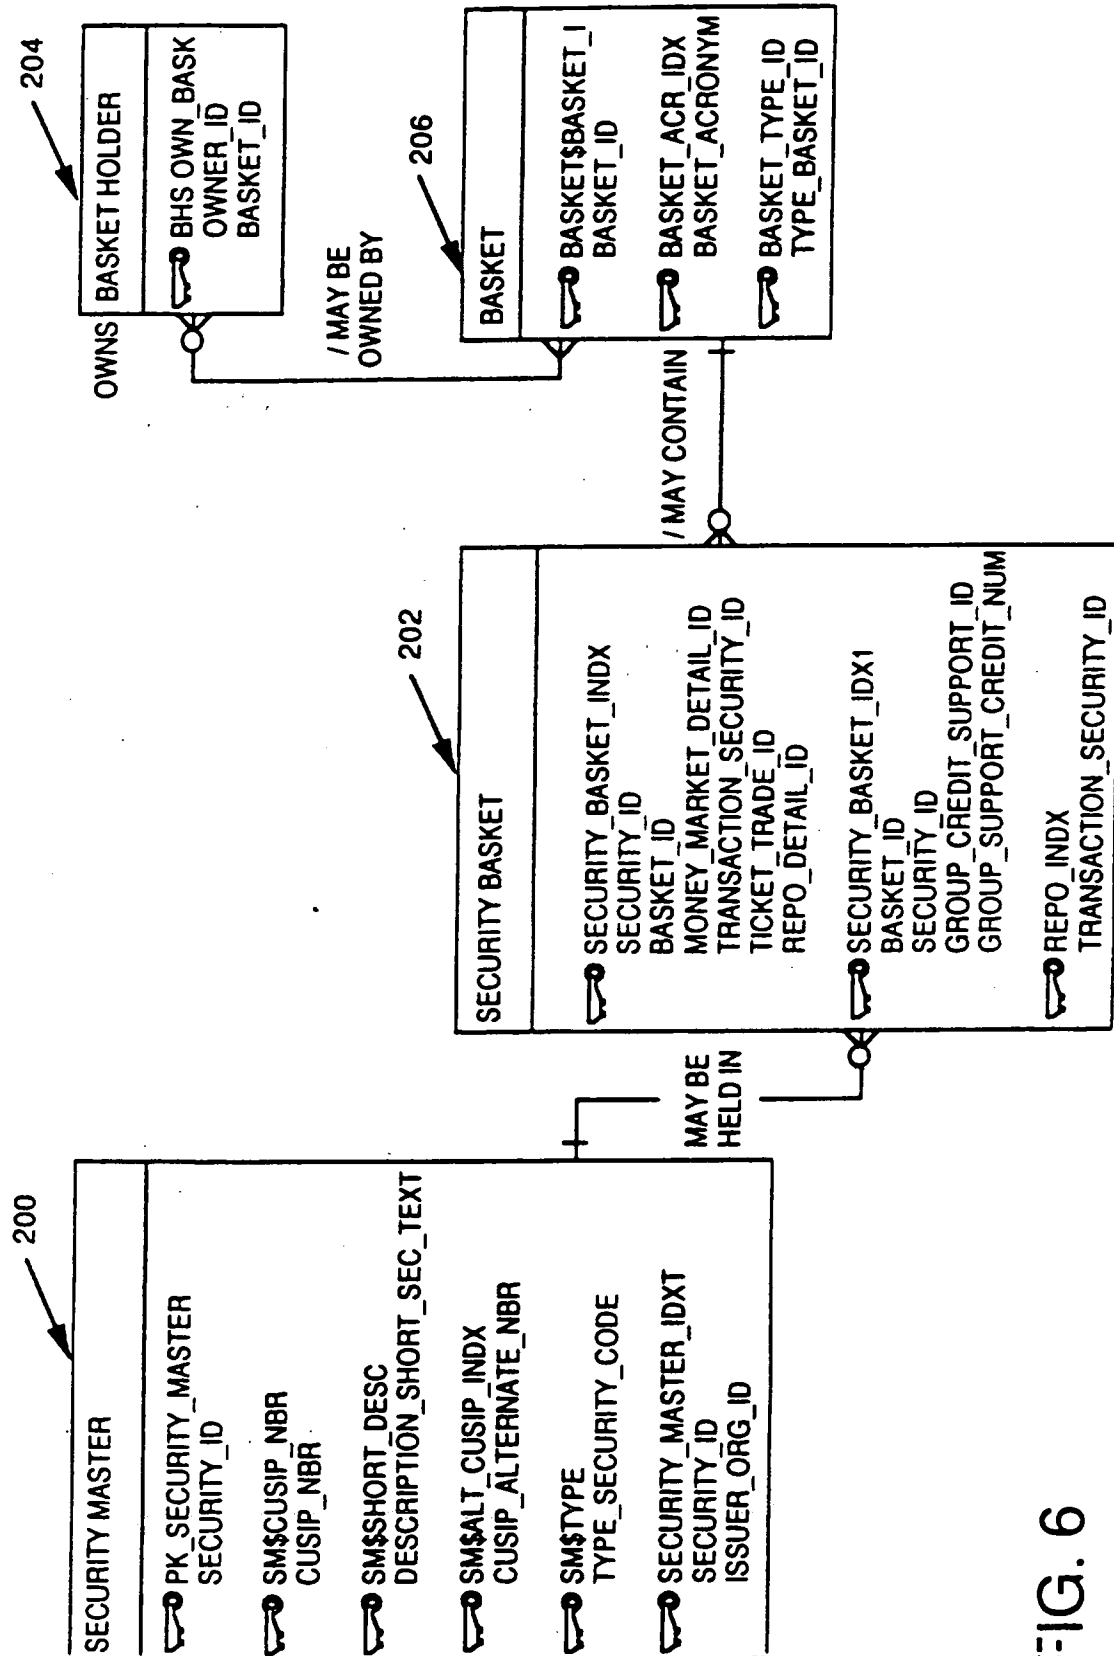 200
SECURITY MASTER
PK_SECURITY_MASTER
SECURITY_ID
SM$CUSIP_NBR
CUSIP_NBR
SM$SHORT_DESC
DESCRIPTION_SHORT_SEC_TEXT
SM$ALT_CUSIP_INDX
CUSIP_ALTERNATE_NBR
SM$TYPE
TYPE_SECURITY_CODE
SECURITY_MASTER_IDXT
SECURITY_ID
ISSUER_ORG_ID
MAY BE
HELD IN
202
SECURITY BASKET
SECURITY_BASKET_INDX
SECURITY_ID
BASKET_ID
MONEY_MARKET_DETAIL_ID
TRANSACTION_SECURITY_ID
TICKET_TRADE_ID
REPO_DETAIL_ID
SECURITY_BASKET_IDX1
BASKET_ID
SECURITY_ID
GROUP_CREDIT_SUPPORT_ID
GROUP_SUPPORT_CREDIT_NUM
REPO_INDX
TRANSACTION_SECURITY_ID
/ MAY CONTAIN
204
OWNS
BASKET HOLDER
BHS OWN_BASK
OWNER_ID
BASKET_ID
/ MAY BE
OWNED BY
206
BASKET
BASKET$BASKET_I
BASKET_ID
BASKET_ACR_IDX
BASKET_ACRONYM
BASKET_TYPE_ID
TYPE_BASKET_ID
FIG. 6